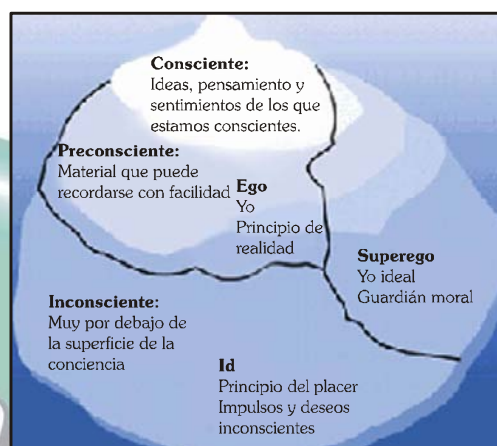 Consciente:
Ideas, pensamiento y
sentimientos de los que
estamos conscientes.
Preconsciente:
Material que puede
recordarse con facilidad
Ego
Yo
Principio de
realidad
Superego
Yo ideal
Guardián moral
Inconsciente:
Muy por debajo de
la superficie de la
conciencia
Id
Principio del placer
Impulsos y deseos
inconscientes